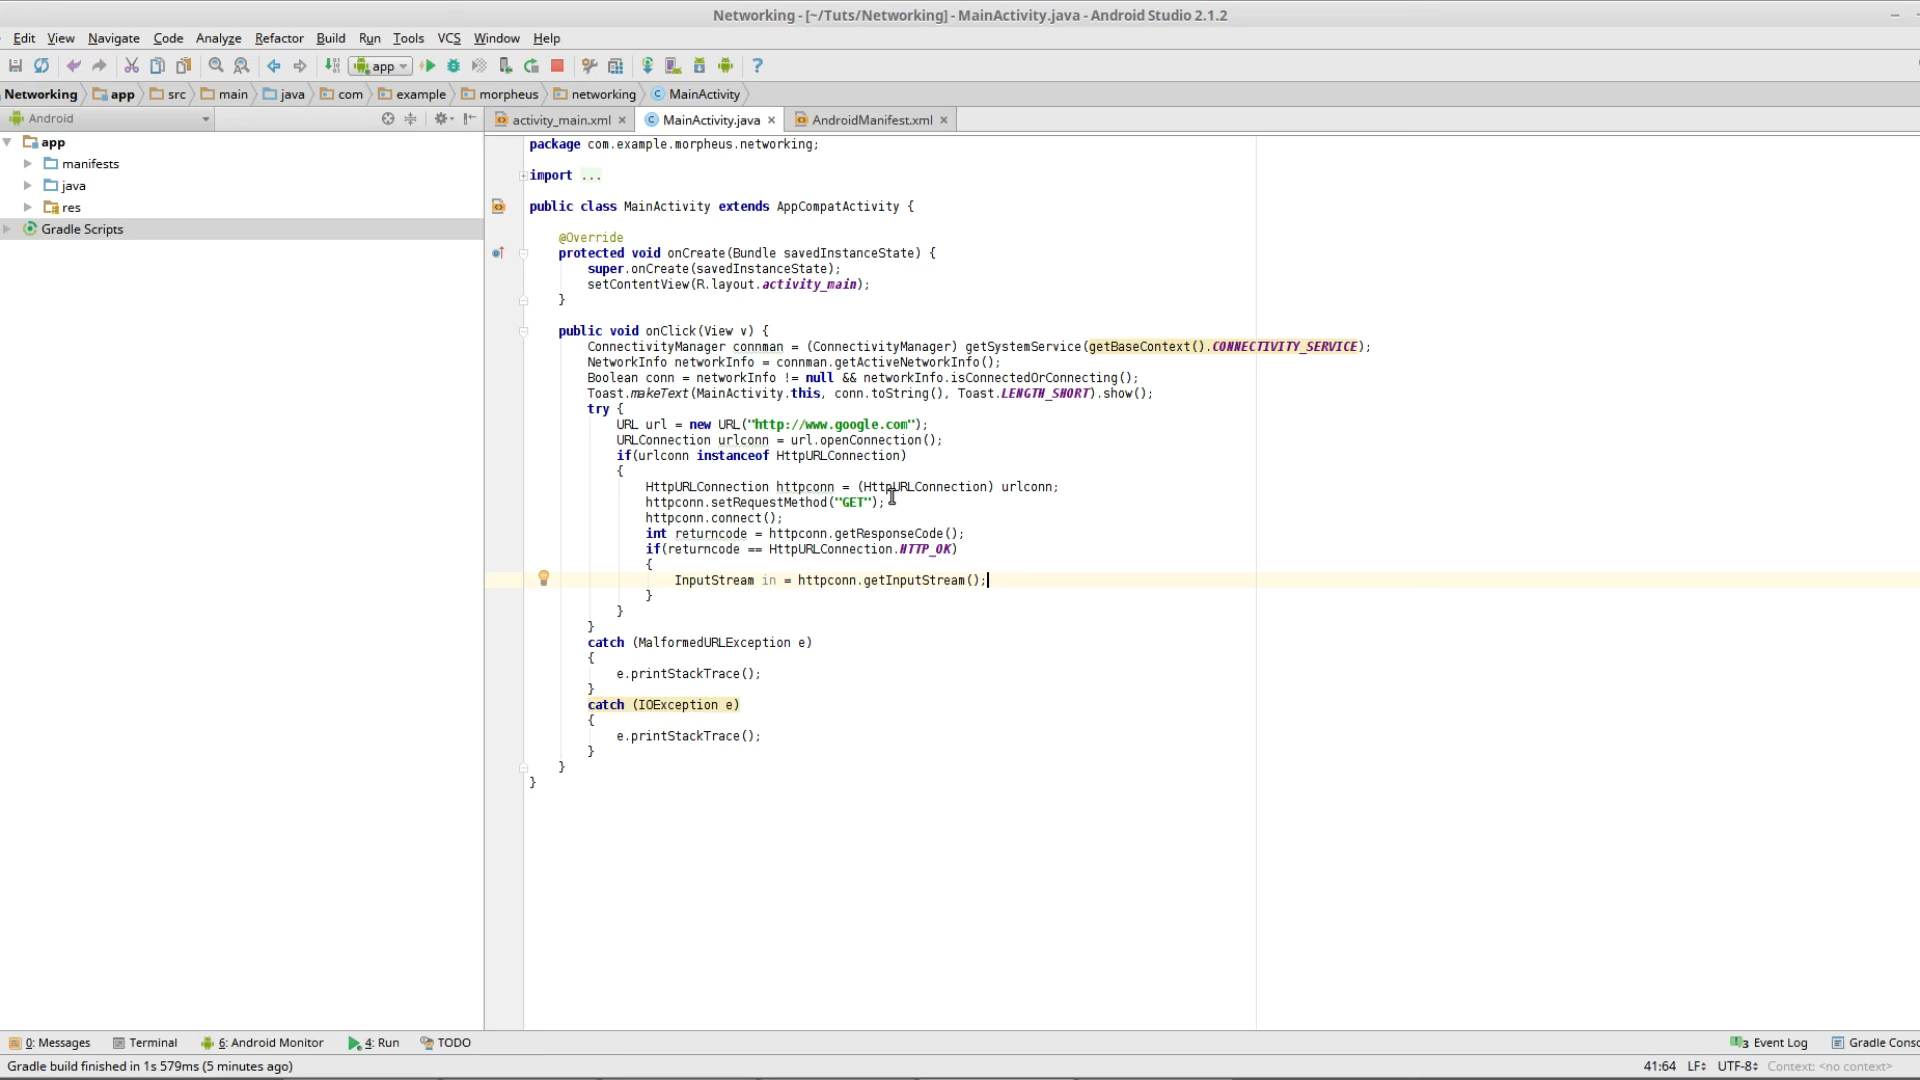 Networking - [~/Tuts/Networking] - MainActivity.java - Android Studio 2.1.2
Edit View Navigate Code Analyze Refactor Build Run Tools VCS Window Help
app
Networking app src main java com example morpheus networking MainActivity
Android
activity_main.xml MainActivity.java AndroidManifest.xml
app
manifests
java
res
Gradle Scripts
package com.example.morpheus.networking;
import ...
public class MainActivity extends AppCompatActivity {
@Override
protected void onCreate(Bundle savedInstanceState) {
super.onCreate(savedInstanceState);
setContentView(R.layout.activity_main);
}
public void onClick(View v) {
ConnectivityManager connman = (ConnectivityManager) getSystemService(getBaseContext().CONNECTIVITY_SERVICE);
NetworkInfo networkInfo = connman.getActiveNetworkInfo();
Boolean conn = networkInfo != null && networkInfo.isConnectedOrConnecting();
Toast.makeText(MainActivity.this, conn.toString(), Toast.LENGTH_SHORT).show();
try {
URL url = new URL("http://www.google.com");
URLConnection urlconn = url.openConnection();
if(urlconn instanceof HttpURLConnection)
{
HttpURLConnection httpconn = (HttpURLConnection) urlconn;
httpconn.setRequestMethod("GET");
httpconn.connect();
int returncode = httpconn.getResponseCode();
if(returncode == HttpURLConnection.HTTP_OK)
{
InputStream in = httpconn.getInputStream();
}
}
}
catch (MalformedURLException e)
{
e.printStackTrace();
}
catch (IOException e)
{
e.printStackTrace();
}
}
}
0: Messages Terminal 6: Android Monitor 4: Run TODO 3 Event Log Gradle Conso
Gradle build finished in 1s 579ms (5 minutes ago) 41:64 LF UTF-8 Context: <no context>